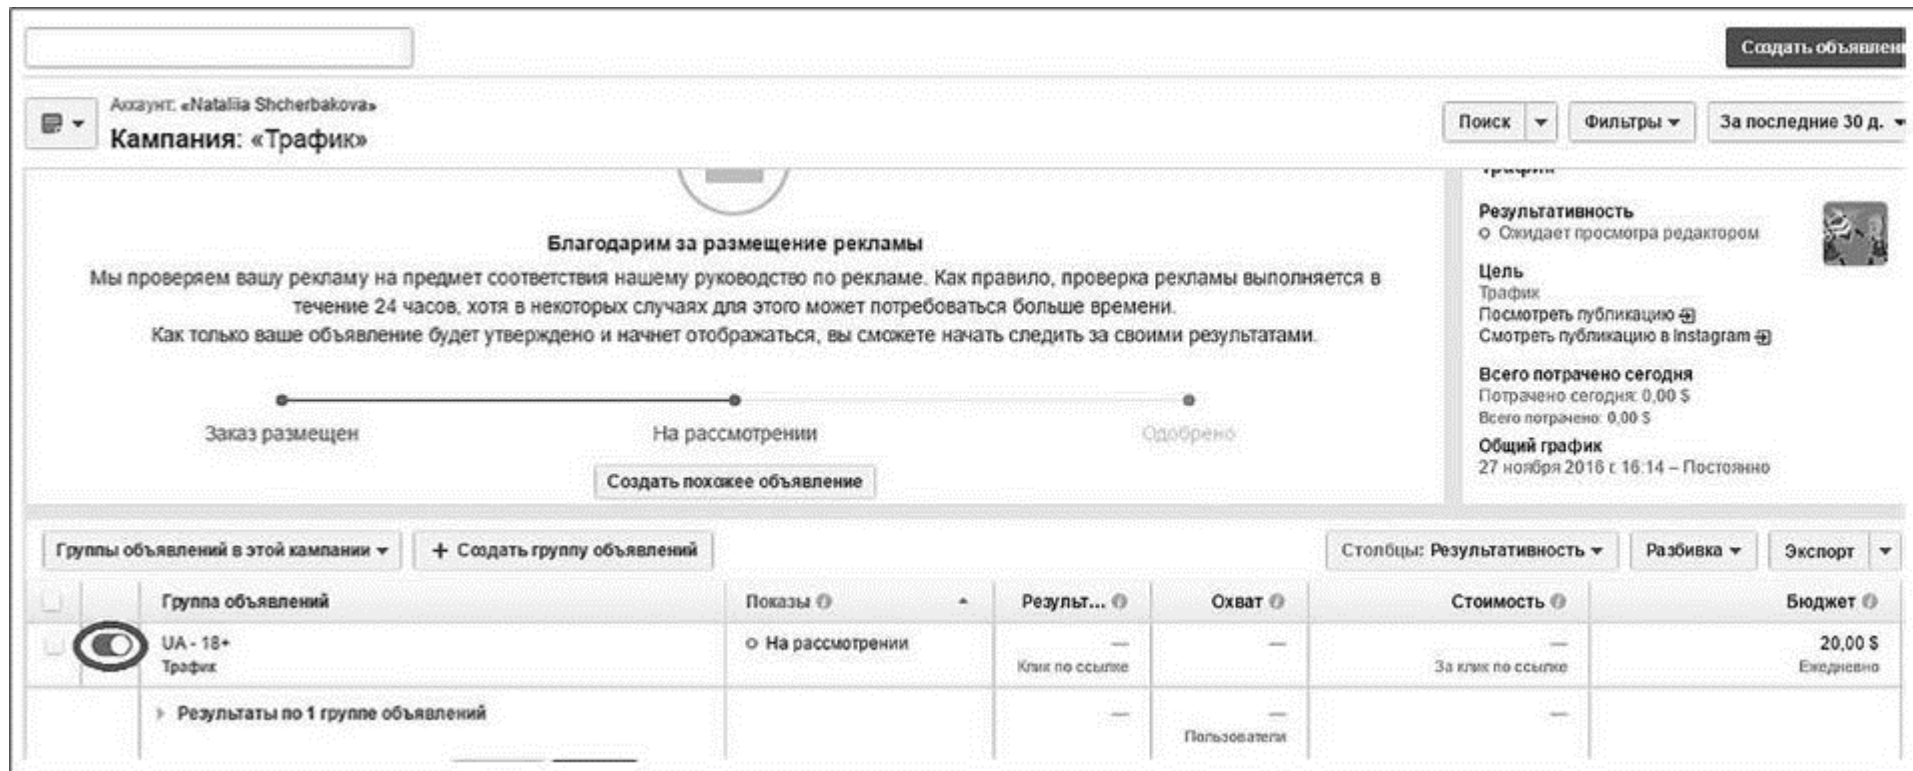 Создать объявлен
Аккаунт: «Nataliia Shcherbakova»
Кампания: «Трафик»
Поиск
Фильтры
За последние 30 д.
Благодарим за размещение рекламы
Мы проверяем вашу рекламу на предмет соответствия нашему руководство по рекламе. Как правило, проверка рекламы выполняется в
течение 24 часов, хотя в некоторых случаях для этого может потребоваться больше времени.
Как только ваше объявление будет утверждено и начнет отображаться, вы сможете начать следить за своими результатами.
Заказ размещен
На рассмотрении
Одобрено
Создать похожее объявление
Результативность
Ожидает просмотра редактором
Цель
Трафик
Посмотреть публикацию
Смотреть публикацию в Instagram
Всего потрачено сегодня
Потрачено сегодня: 0,00 $
Всего потрачено: 0,00 $
Общий график
27 ноября 2016 г. 16:14 – Постоянно
Группы объявлений в этой кампании
+ Создать группу объявлений
Столбцы: Результативность
Разбивка
Экспорт
Группа объявлений
Показы
Результ...
Охват
Стоимость
Бюджет
UA - 18+
На рассмотрении
—
—
—
20,00 $
Трафик
Клик по ссылке
За клик по ссылке
Ежедневно
Результаты по 1 группе объявлений
—
—
—
Пользователи